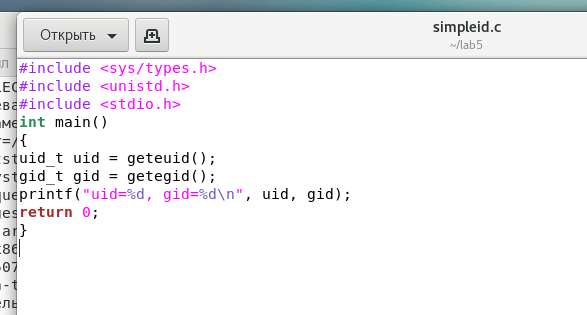 Открыть
simpleid.c
~/lab5
#include <sys/types.h>
#include <unistd.h>
#include <stdio.h>
int main()
{
uid_t uid = geteuid();
gid_t gid = getegid();
printf("uid=%d, gid=%d\n", uid, gid);
return 0;
}